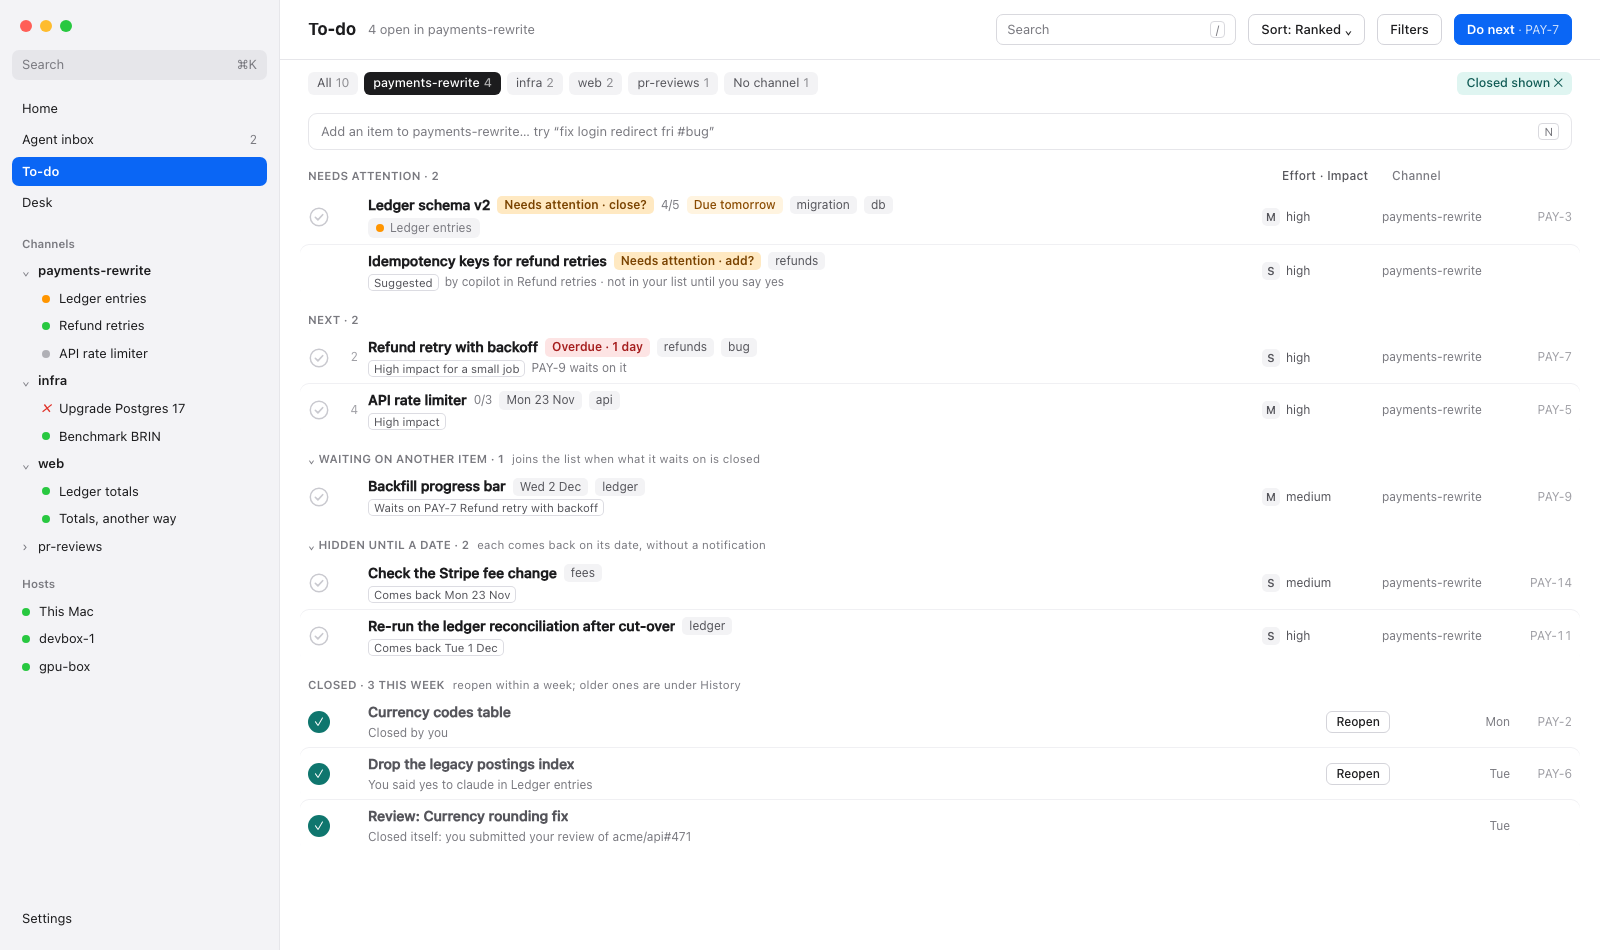 Search ⌘K
Home
Agent inbox 2
To-do
Desk
Channels
payments-rewrite
Ledger entries
Refund retries
API rate limiter
infra
Upgrade Postgres 17
Benchmark BRIN
web
Ledger totals
Totals, another way
pr-reviews
Hosts
This Mac
devbox-1
gpu-box
Settings
To-do 4 open in payments-rewrite
Search /
Sort: Ranked
Filters
Do next · PAY-7
All 10
payments-rewrite 4
infra 2
web 2
pr-reviews 1
No channel 1
Closed shown ✕
Add an item to payments-rewrite... try “fix login redirect fri #bug” N
NEEDS ATTENTION · 2 Effort · Impact Channel
Ledger schema v2 Needs attention · close? 4/5 Due tomorrow migration db
Ledger entries
M high payments-rewrite PAY-3
Idempotency keys for refund retries Needs attention · add? refunds
Suggested by copilot in Refund retries · not in your list until you say yes
S high payments-rewrite
NEXT · 2
2 Refund retry with backoff Overdue · 1 day refunds bug
High impact for a small job PAY-9 waits on it
S high payments-rewrite PAY-7
4 API rate limiter 0/3 Mon 23 Nov api
High impact
M high payments-rewrite PAY-5
WAITING ON ANOTHER ITEM · 1 joins the list when what it waits on is closed
Backfill progress bar Wed 2 Dec ledger
Waits on PAY-7 Refund retry with backoff
M medium payments-rewrite PAY-9
HIDDEN UNTIL A DATE · 2 each comes back on its date, without a notification
Check the Stripe fee change fees
Comes back Mon 23 Nov
S medium payments-rewrite PAY-14
Re-run the ledger reconciliation after cut-over ledger
Comes back Tue 1 Dec
S high payments-rewrite PAY-11
CLOSED · 3 THIS WEEK reopen within a week; older ones are under History
Currency codes table
Closed by you
Reopen Mon PAY-2
Drop the legacy postings index
You said yes to claude in Ledger entries
Reopen Tue PAY-6
Review: Currency rounding fix
Closed itself: you submitted your review of acme/api#471
Tue